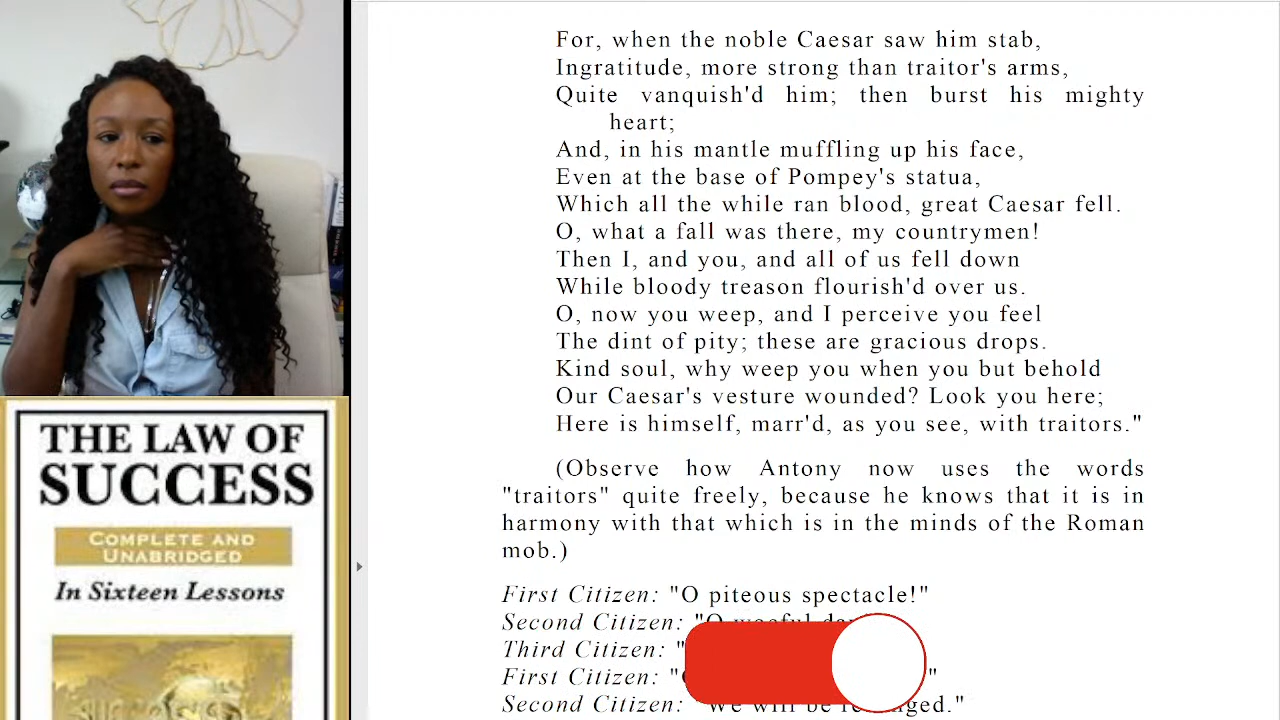 For, when the noble Caesar saw him stab,
Ingratitude, more strong than traitor's arms,
Quite vanquish'd him; then burst his mighty
heart;
And, in his mantle muffling up his face,
Even at the base of Pompey's statua,
Which all the while ran blood, great Caesar fell.
O, what a fall was there, my countrymen!
Then I, and you, and all of us fell down
While bloody treason flourish'd over us.
O, now you weep, and I perceive you feel
The dint of pity; these are gracious drops.
Kind soul, why weep you when you but behold
Our Caesar's vesture wounded? Look you here;
Here is himself, marr'd, as you see, with traitors."
(Observe how Antony now uses the words
"traitors" quite freely, because he knows that it is in
harmony with that which is in the minds of the Roman
mob.)
First Citizen: "O piteous spectacle!"
Second Citizen: "O
Third Citizen: "
First Citizen: "
Second Citizen: "We will be
THE LAW OF
SUCCESS
COMPLETE AND
UNABRIDGED
In Sixteen Lessons